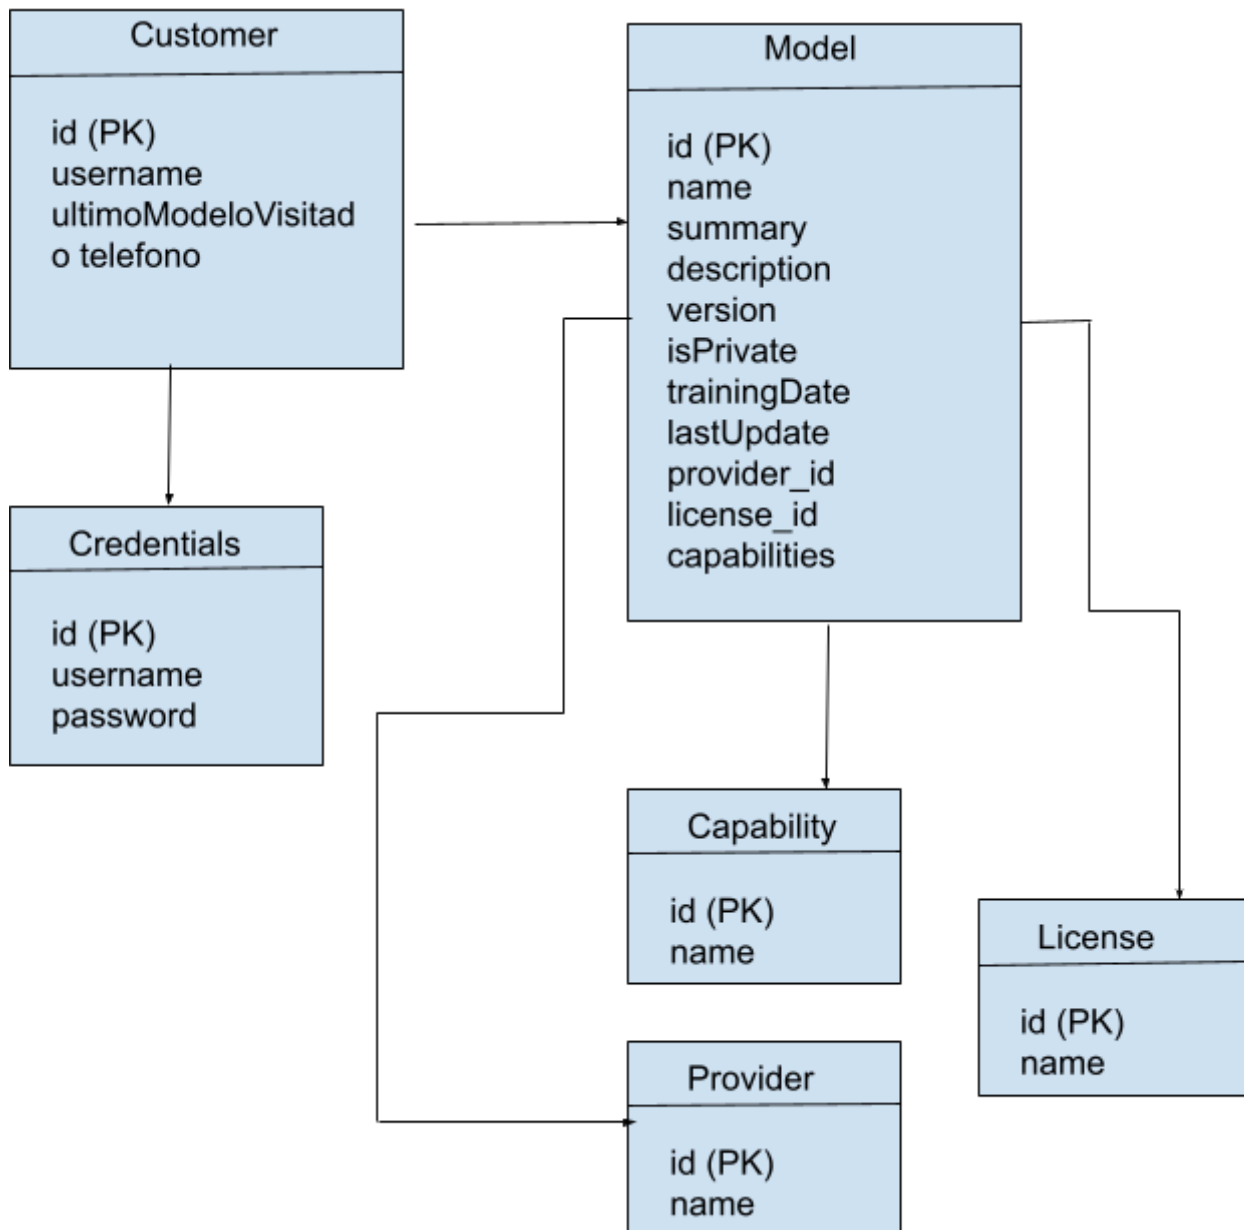 Customer
id (PK)
username
ultimoModeloVisitad
o telefono
Model
id (PK)
name
summary
description
version
isPrivate
trainingDate
lastUpdate
provider_id
license_id
capabilities
Credentials
id (PK)
username
password
Capability
id (PK)
name
License
id (PK)
name
Provider
id (PK)
name